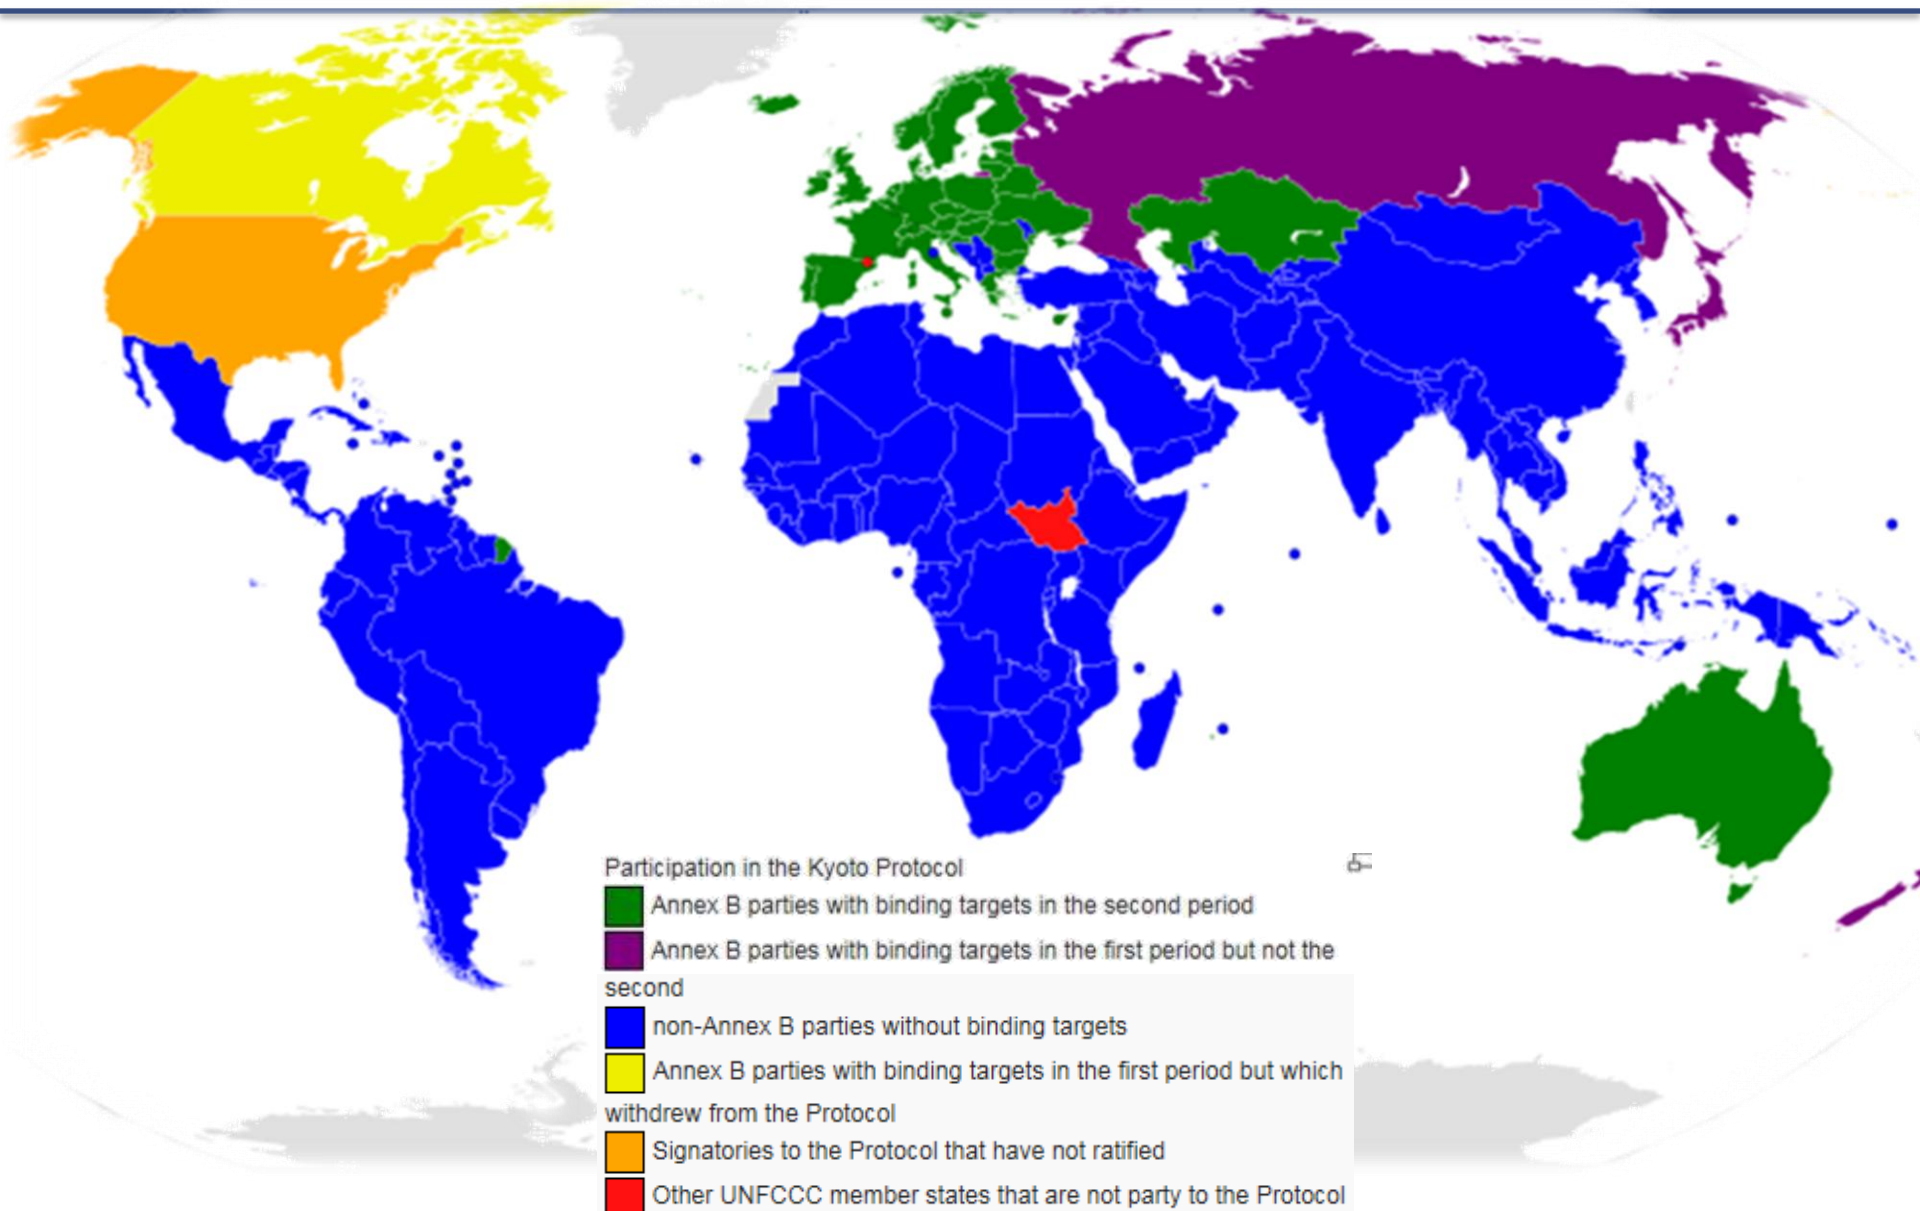 Participation in the Kyoto Protocol
Annex B parties with binding targets in the second period
Annex B parties with binding targets in the first period but not the
second
non-Annex B parties without binding targets
Annex B parties with binding targets in the first period but which
withdrew from the Protocol
Signatories to the Protocol that have not ratified
Other UNFCCC member states that are not party to the Protocol